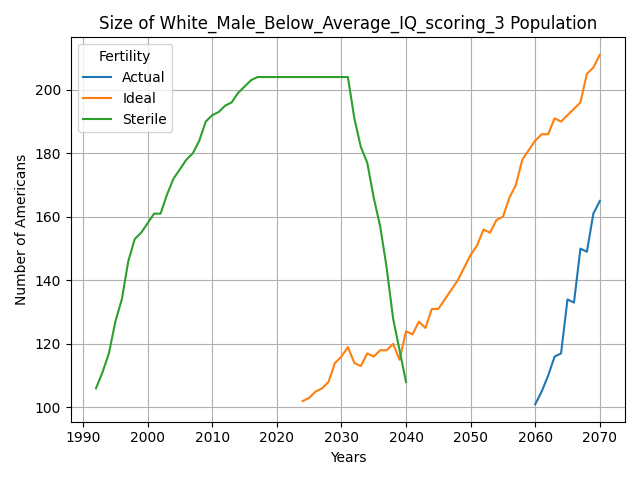 Size of White_Male_Below_Average_IQ_scoring_3 Population
Fertility
Actual
Ideal
Sterile
Number of Americans
200
180
160
140
120
100
1990 2000 2010 2020 2030 2040 2050 2060 2070
Years